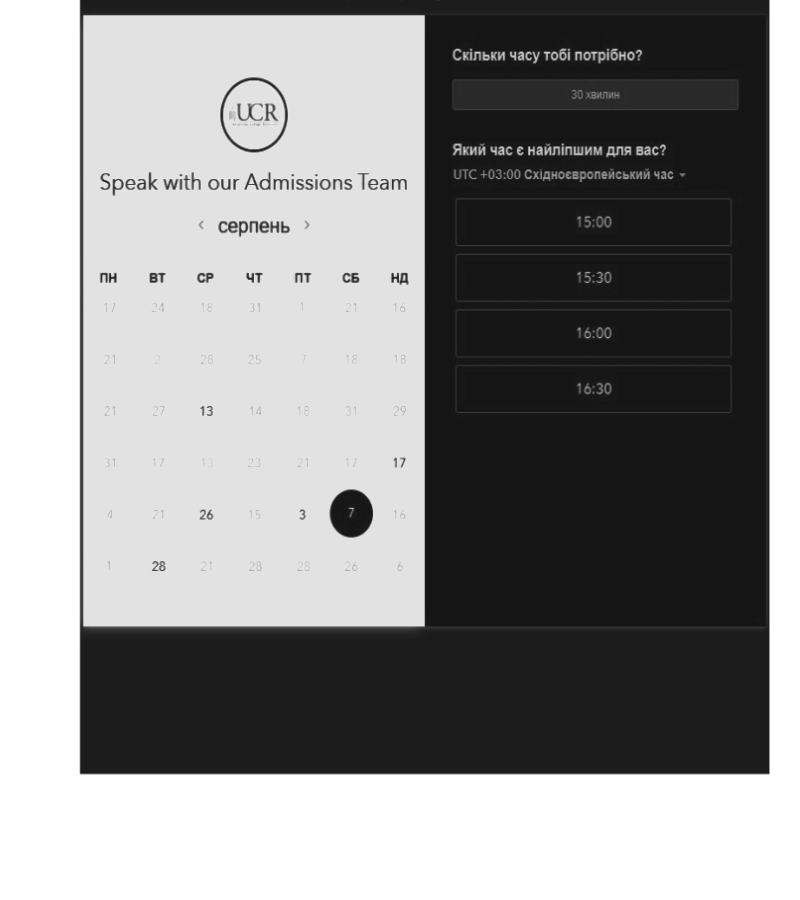 UCR
Speak with our Admissions Team
‹ серпень ›
ПН ВТ СР ЧТ ПТ СБ НД
17 24 18 31 1 21 16
21 2 28 25 7 18 18
21 27 13 14 18 31 29
31 17 13 23 21 17 17
4 21 26 15 3 7 16
1 28 21 28 28 26 6
Скільки часу тобі потрібно?
30 хвилин
Який час є найліпшим для вас?
UTC +03:00 Східноєвропейський час
15:00
15:30
16:00
16:30